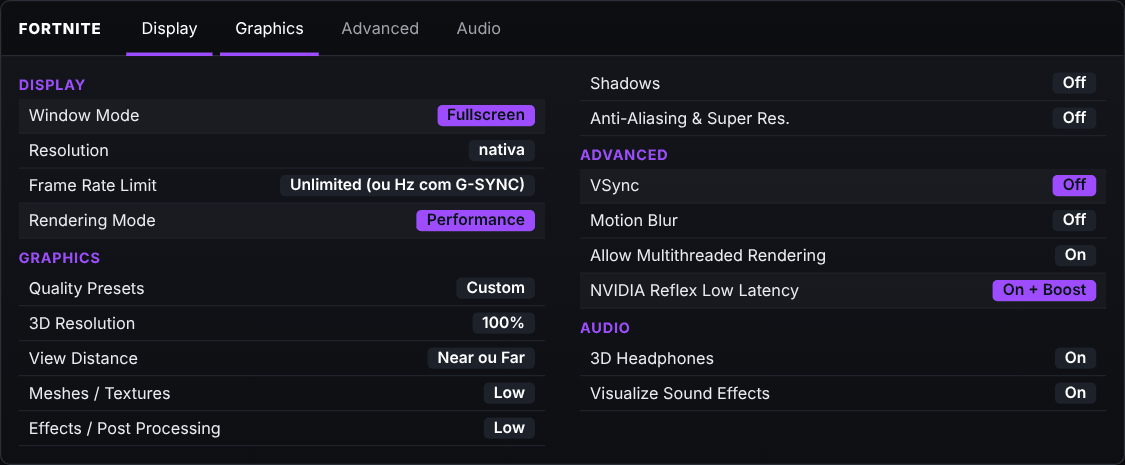 FORTNITE Display Graphics Advanced Audio
DISPLAY
Window Mode Fullscreen
Resolution nativa
Frame Rate Limit Unlimited (ou Hz com G-SYNC)
Rendering Mode Performance
GRAPHICS
Quality Presets Custom
3D Resolution 100%
View Distance Near ou Far
Meshes / Textures Low
Effects / Post Processing Low
Shadows Off
Anti-Aliasing & Super Res. Off
ADVANCED
VSync Off
Motion Blur Off
Allow Multithreaded Rendering On
NVIDIA Reflex Low Latency On + Boost
AUDIO
3D Headphones On
Visualize Sound Effects On